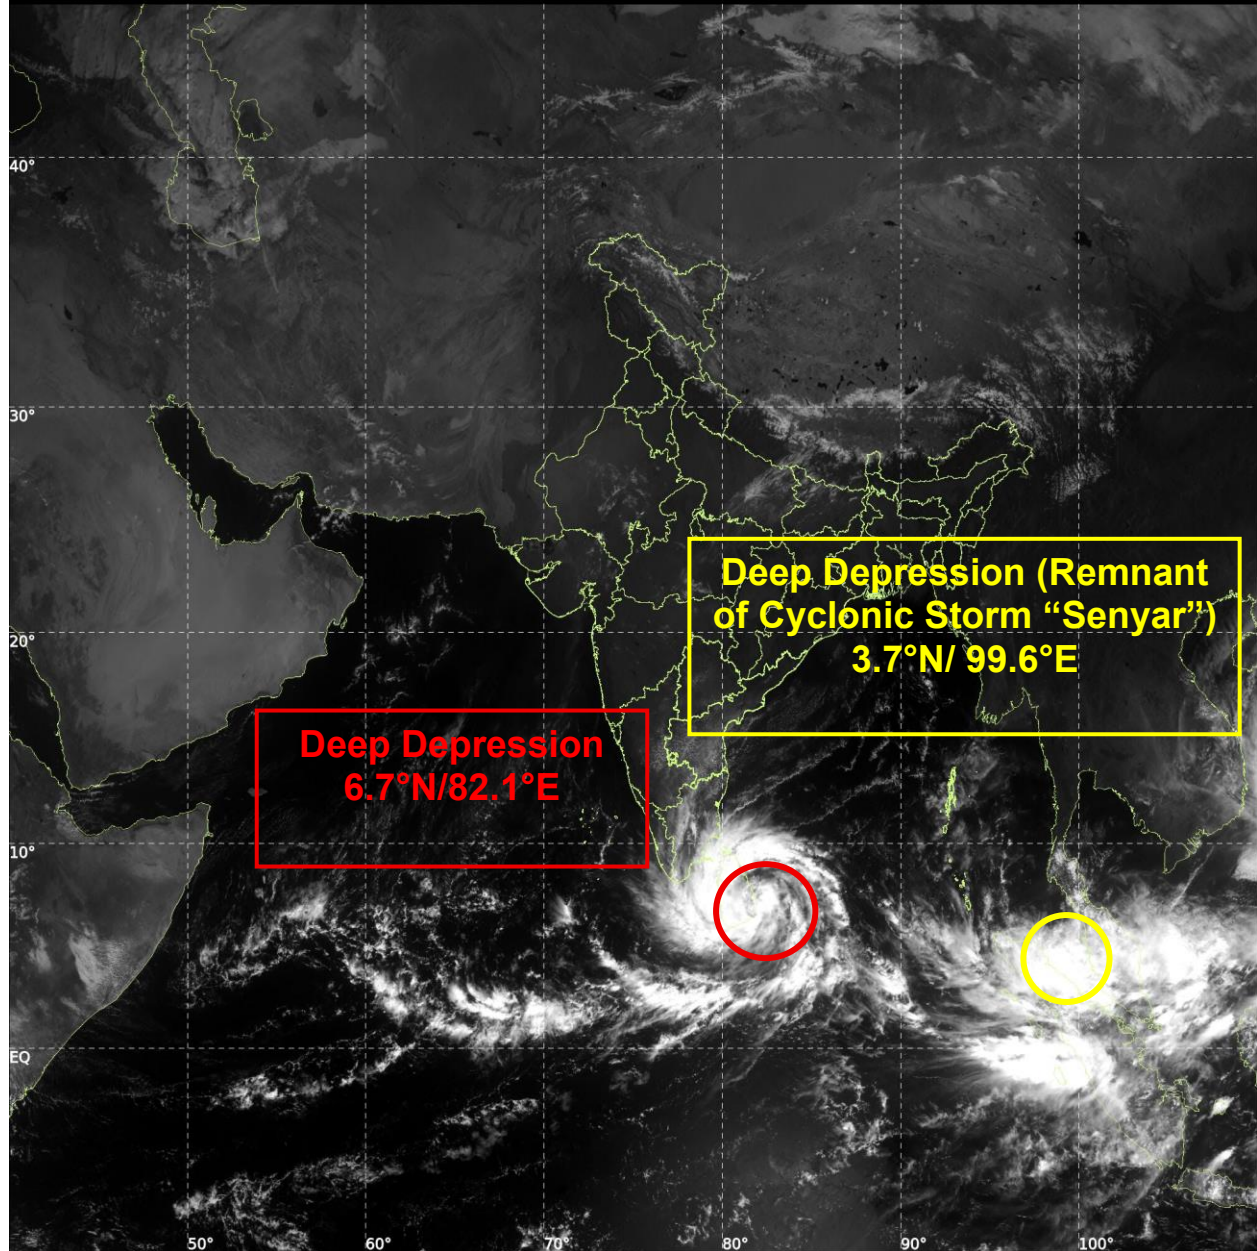 40°
30°
Deep Depression (Remnant
of Cyclonic Storm “Senyar”)
3.7°N/ 99.6°E
20°
Deep Depression
6.7°N/82.1°E
10°
EQ
50°
60°
70°
80°
90°
100°